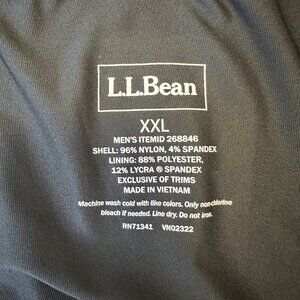 L.L.Bean
XXL
MEN'S ITEMID 268846
SHELL: 96% NYLON, 4% SPANDEX
LINING: 88% POLYESTER,
12% LYCRA ® SPANDEX
EXCLUSIVE OF TRIMS
MADE IN VIETNAM
Machine wash cold with like colors. Only non-chlorine
bleach if needed. Line dry. Do not iron.
RN71341 VN02322